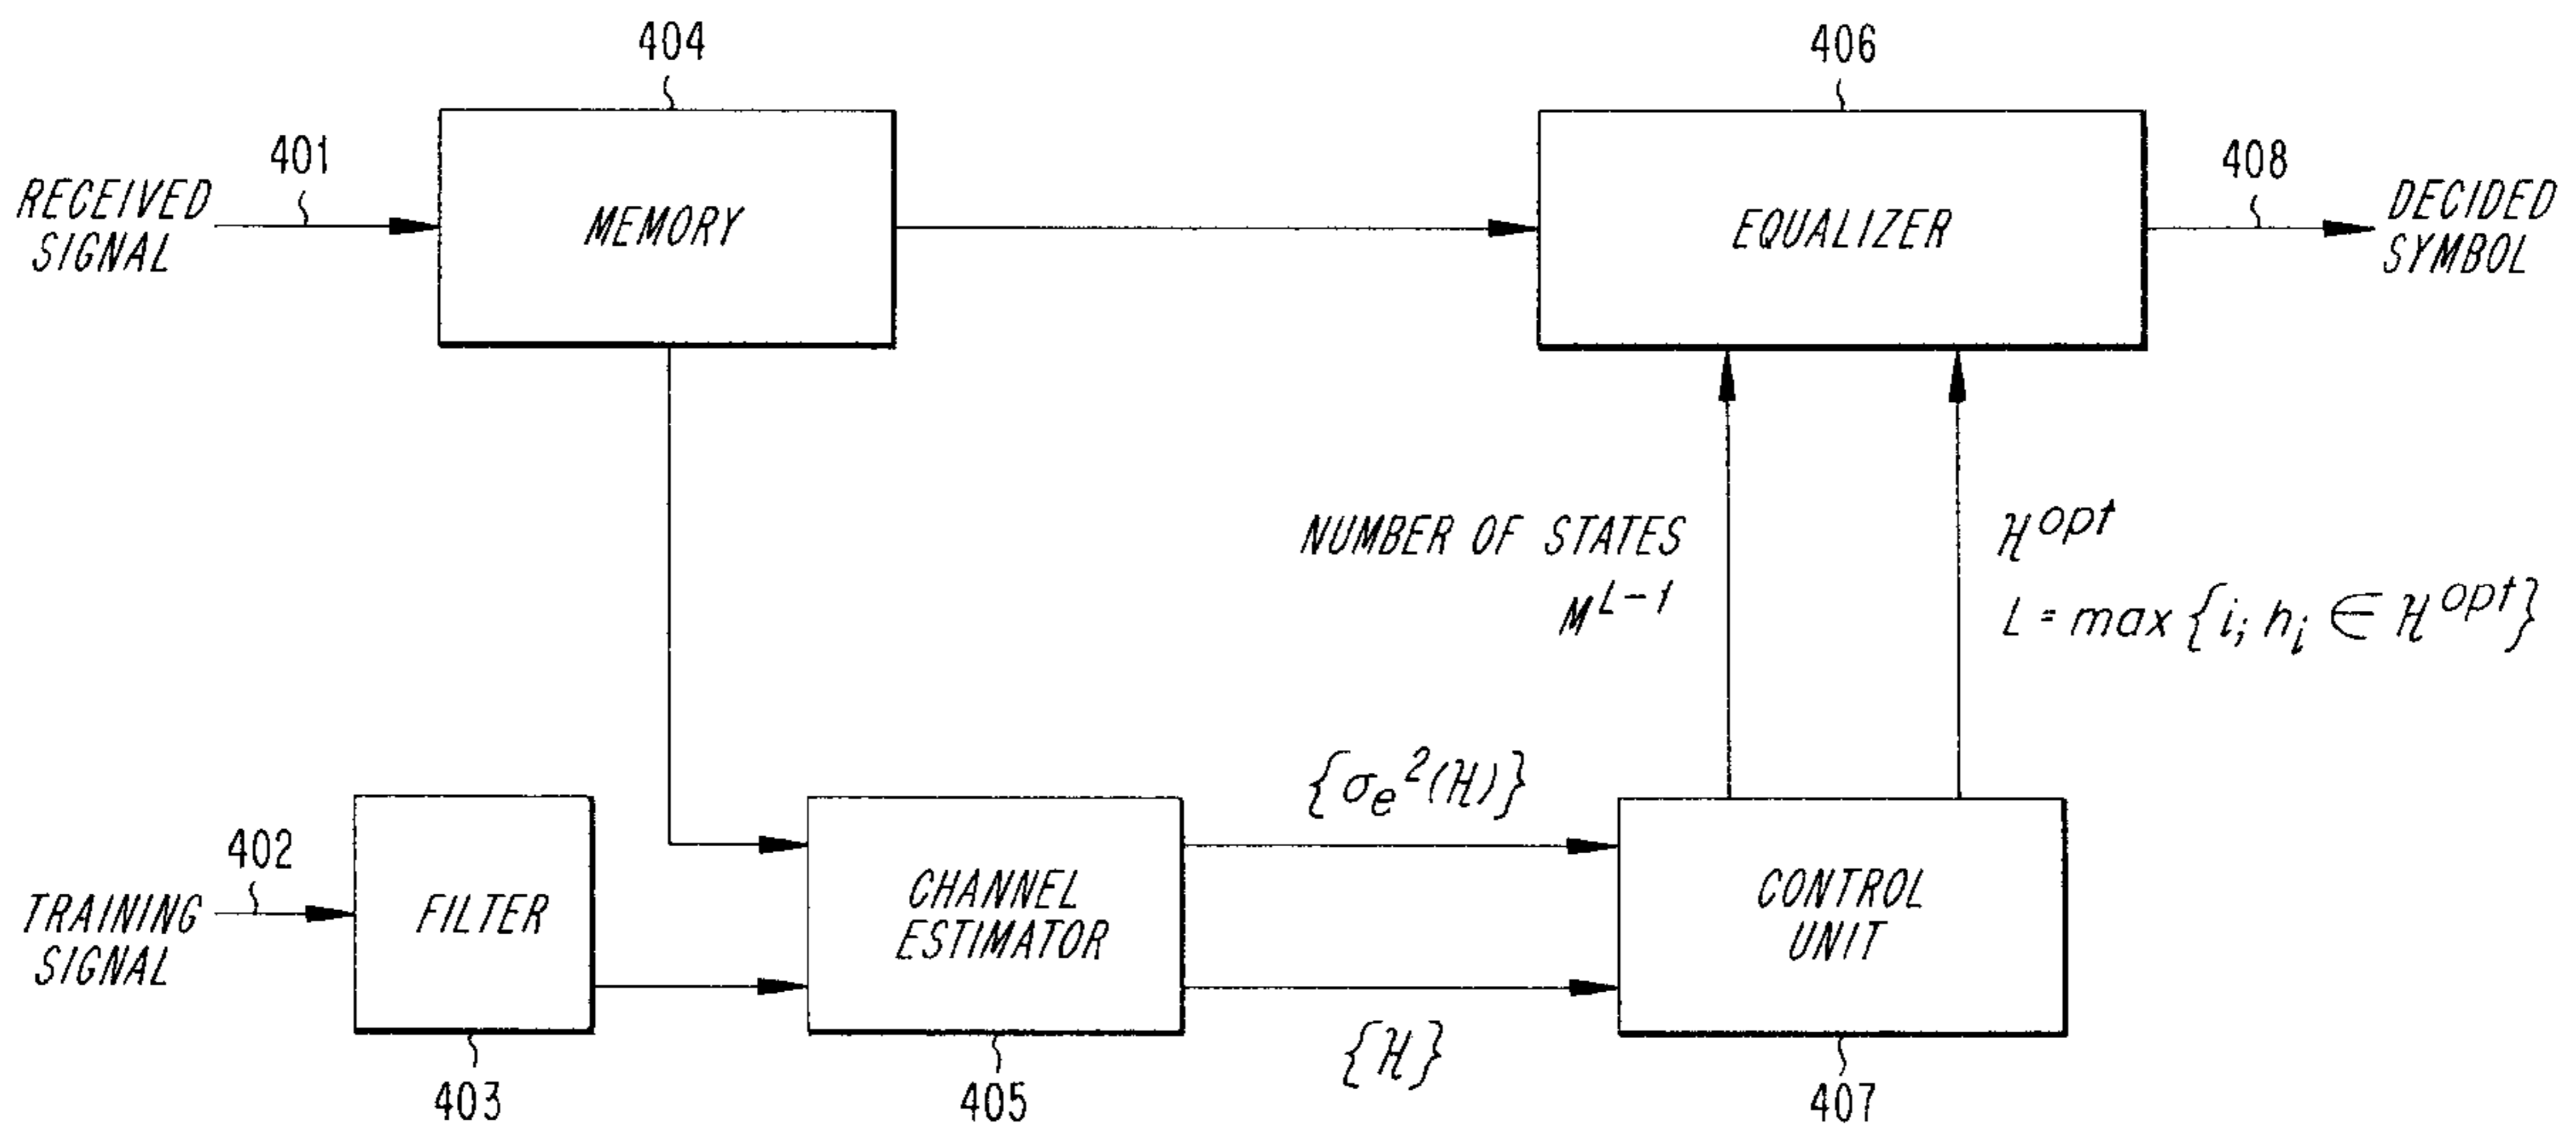 404
406
401
408
RECEIVED
SIGNAL
MEMORY
EQUALIZER
DECIDED
SYMBOL
NUMBER OF STATES
M^{L-1}
ℋ^{opt}
L = max {i; h_i ∈ ℋ^{opt}}
{σ_e^2(ℋ)}
402
TRAINING
SIGNAL
FILTER
CHANNEL
ESTIMATOR
CONTROL
UNIT
{ℋ}
403
405
407